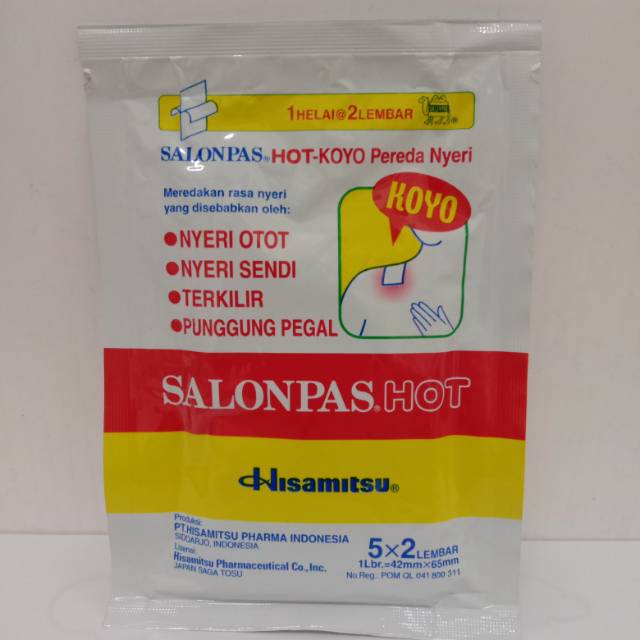 1HELAI@2LEMBAR
SALONPAS® HOT-KOYO Pereda Nyeri
Meredakan rasa nyeri
yang disebabkan oleh:
KOYO
●NYERI OTOT
●NYERI SENDI
●TERKILIR
●PUNGGUNG PEGAL
SALONPAS®HOT
Hisamitsu®
Produksi:
PT.HISAMITSU PHARMA INDONESIA
SIDOARJO, INDONESIA
Lisensi:
Hisamitsu Pharmaceutical Co., Inc.
JAPAN SAGA TOSU
5×2 LEMBAR
1Lbr.=42mm×65mm
No.Reg.: POM QL 041 800 311